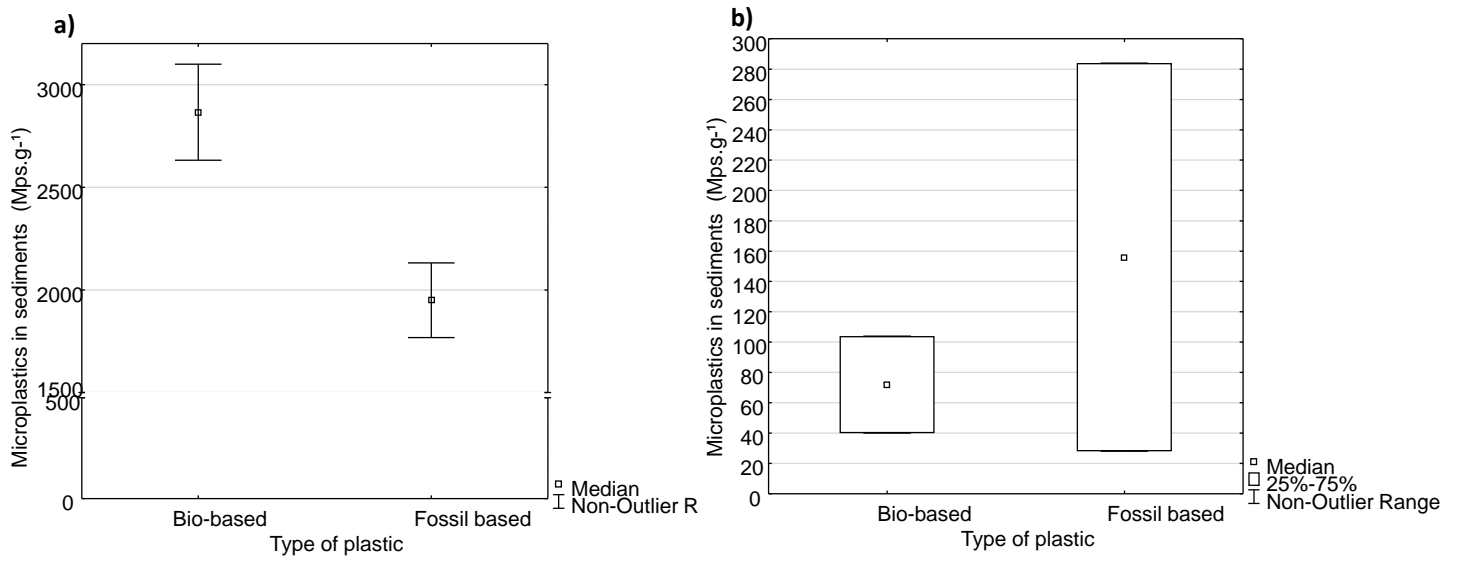 a)
3000
2500
2000
1500
500
0
Microplastics in sediments (Mps.g-¹)
Bio-based
Fossil based
Type of plastic
Median
Non-Outlier R
b)
300
280
260
240
220
200
180
160
140
120
100
80
60
40
20
0
Microplastics in sediments (Mps.g-¹)
Bio-based
Fossil based
Type of plastic
Median
25%-75%
Non-Outlier Range